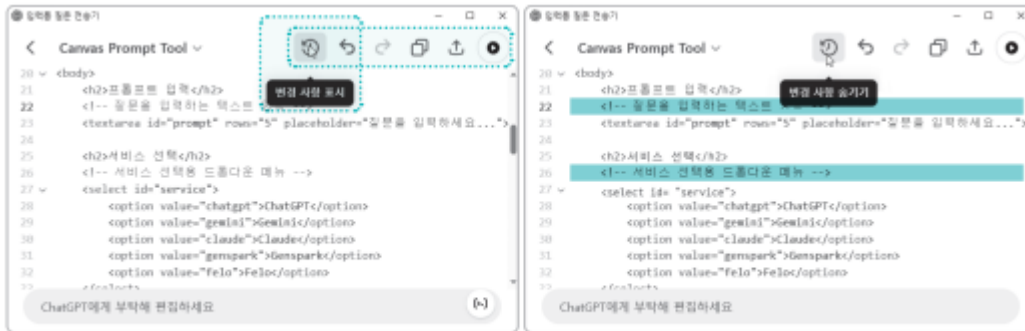 입력통 질문 전송기
Canvas Prompt Tool
변경 사항 표시
20 <body>
21 <h2>프롬프트 입력</h2>
22 <!-- 질문을 입력하는 텍스트
23 <textarea id="prompt" rows="5" placeholder="질문을 입력하세요...">
24
25 <h2>서비스 선택</h2>
26 <!-- 서비스 선택용 드롭다운 메뉴 -->
27 <select id="service">
28 <option value="chatgpt">ChatGPT</option>
29 <option value="gemini">Gemini</option>
30 <option value="claude">Claude</option>
31 <option value="genspark">Genspark</option>
32 <option value="felo">Felo</option>
</select>
ChatGPT에게 부탁해 편집하세요
질문 전송기
Canvas Prompt Tool
변경 사항 숨기기
20 <body>
21 <h2>프롬프트 입력</h2>
22 <!-- 질문을 입력하는 텍스트
23 <textarea id="prompt" rows="5" placeholder="질문을 입력하세요...">
24
25 <h2>서비스 선택</h2>
26 <!-- 서비스 선택용 드롭다운 메뉴 -->
27 <select id= "service">
28 <option value="chatgpt">ChatGPT</option>
29 <option value="gemini">Gemini</option>
30 <option value="claude">Claude</option>
31 <option value="genspark">Genspark</option>
32 <option value="felo">Felo</option>
</select>
ChatGPT에게 부탁해 편집하세요